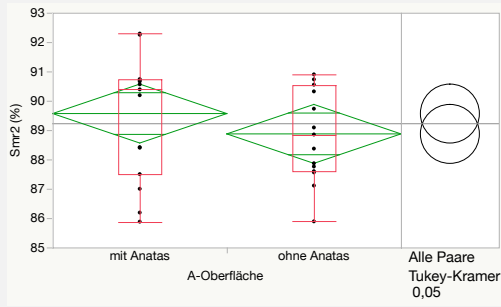 93
92
91
90
89
88
87
86
85
Smr2 (%)
mit Anatas
ohne Anatas
A-Oberfläche
Alle Paare
Tukey-Kramer
0,05